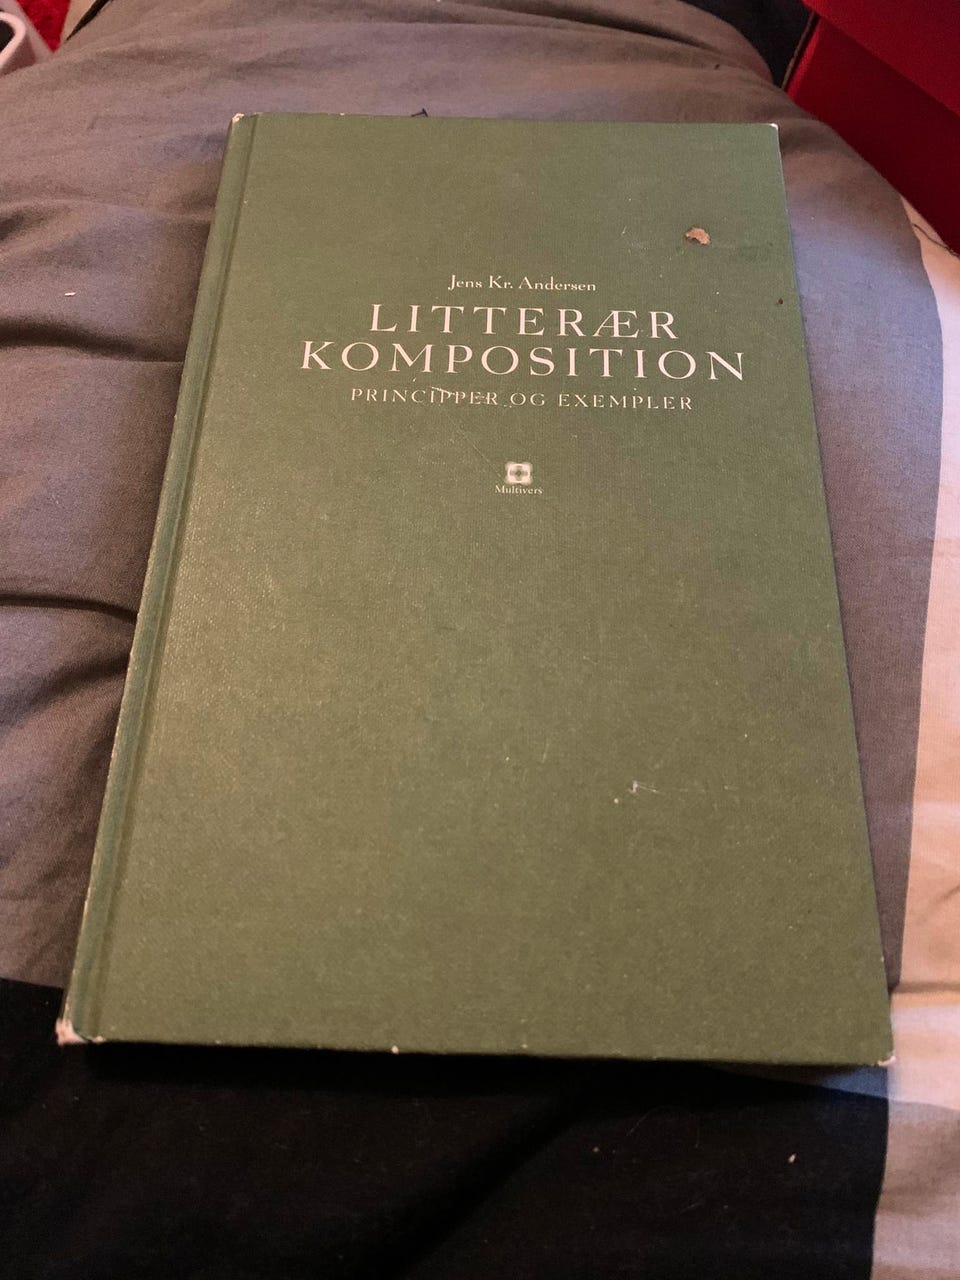 Jens Kr. Andersen
LITTERÆR
KOMPOSITION
PRINCIPPER OG EXEMPLER
Multivers